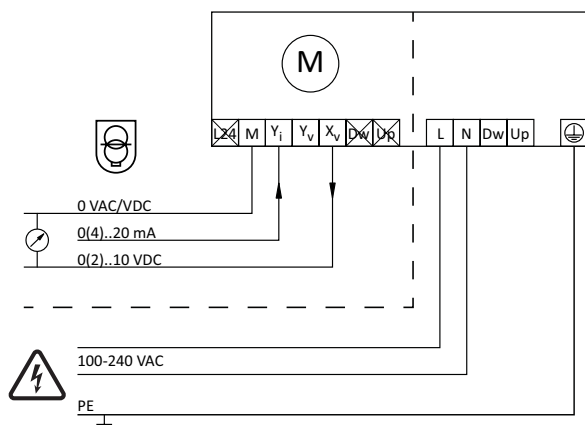 M
L24 M Yi Yv Xv Dw Up L N Dw Up
0 VAC/VDC
0(4)..20 mA
0(2)..10 VDC
100-240 VAC
PE